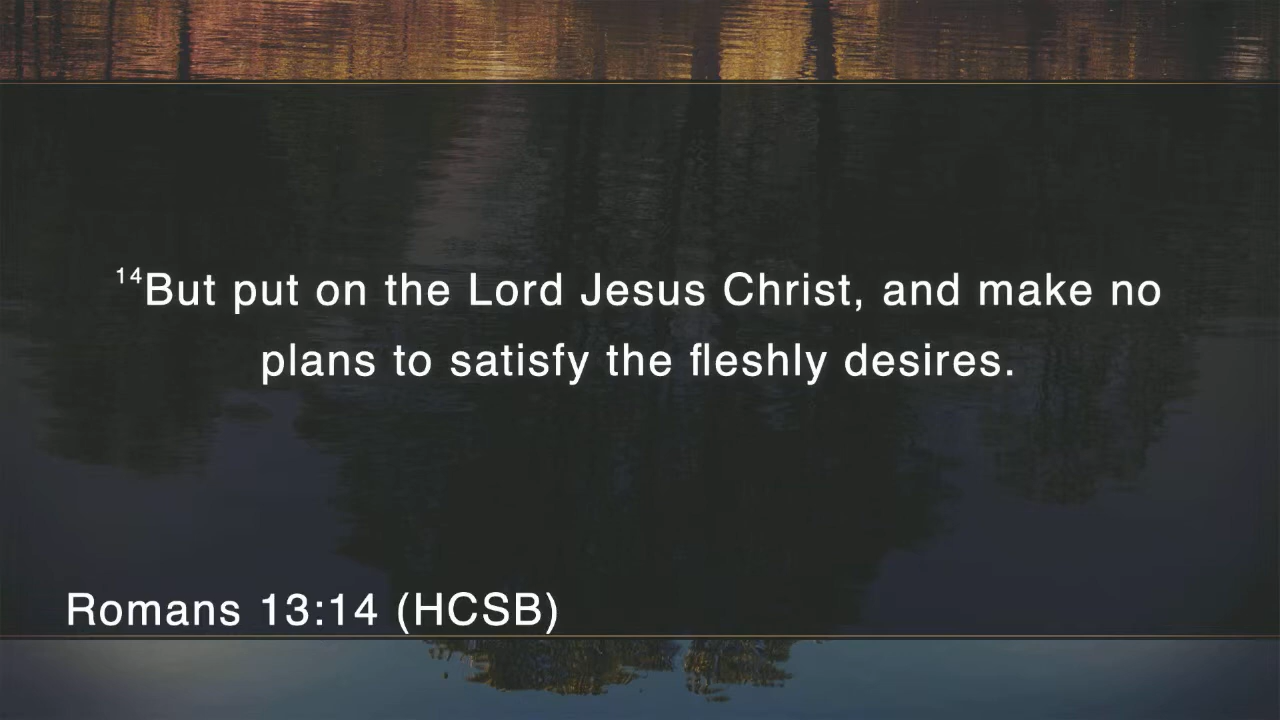 ¹⁴But put on the Lord Jesus Christ, and make no
plans to satisfy the fleshly desires.
Romans 13:14 (HCSB)